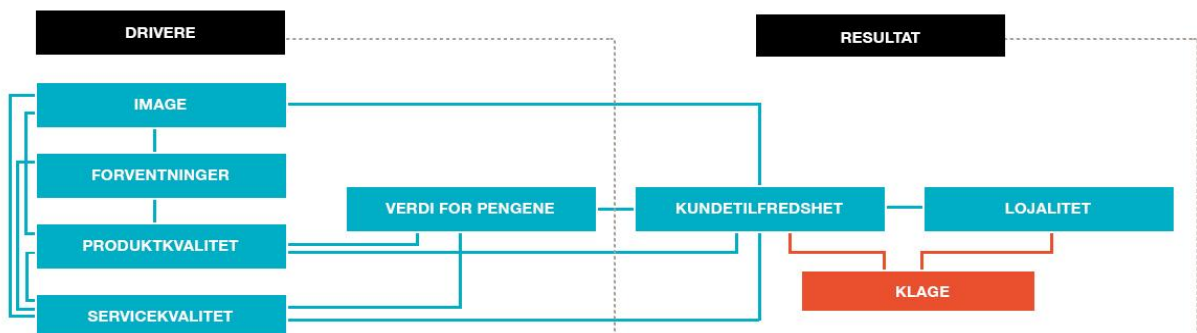 DRIVERE
RESULTAT
IMAGE
FORVENTNINGER
VERDI FOR PENGENE
KUNDETILFREDSHET
LOJALITET
PRODUKTKVALITET
KLAGE
SERVICEKVALITET